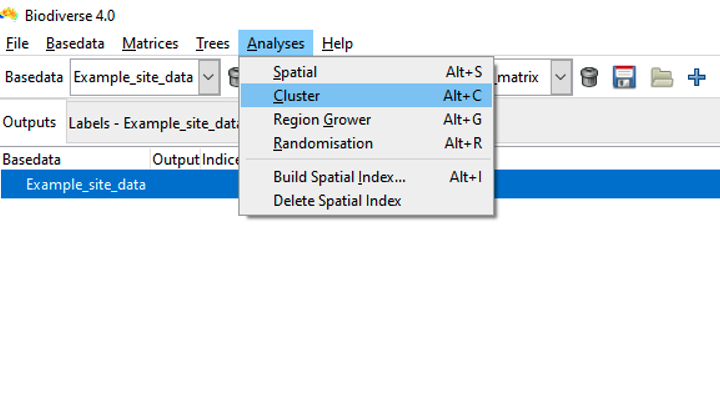 Biodiverse 4.0
File Basedata Matrices Trees Analyses Help
Basedata Example_site_data _matrix
Spatial Alt+S
Cluster Alt+C
Region Grower Alt+G
Randomisation Alt+R
Build Spatial Index... Alt+I
Delete Spatial Index
Outputs Labels - Example_site_data
Basedata Output Indice
Example_site_data